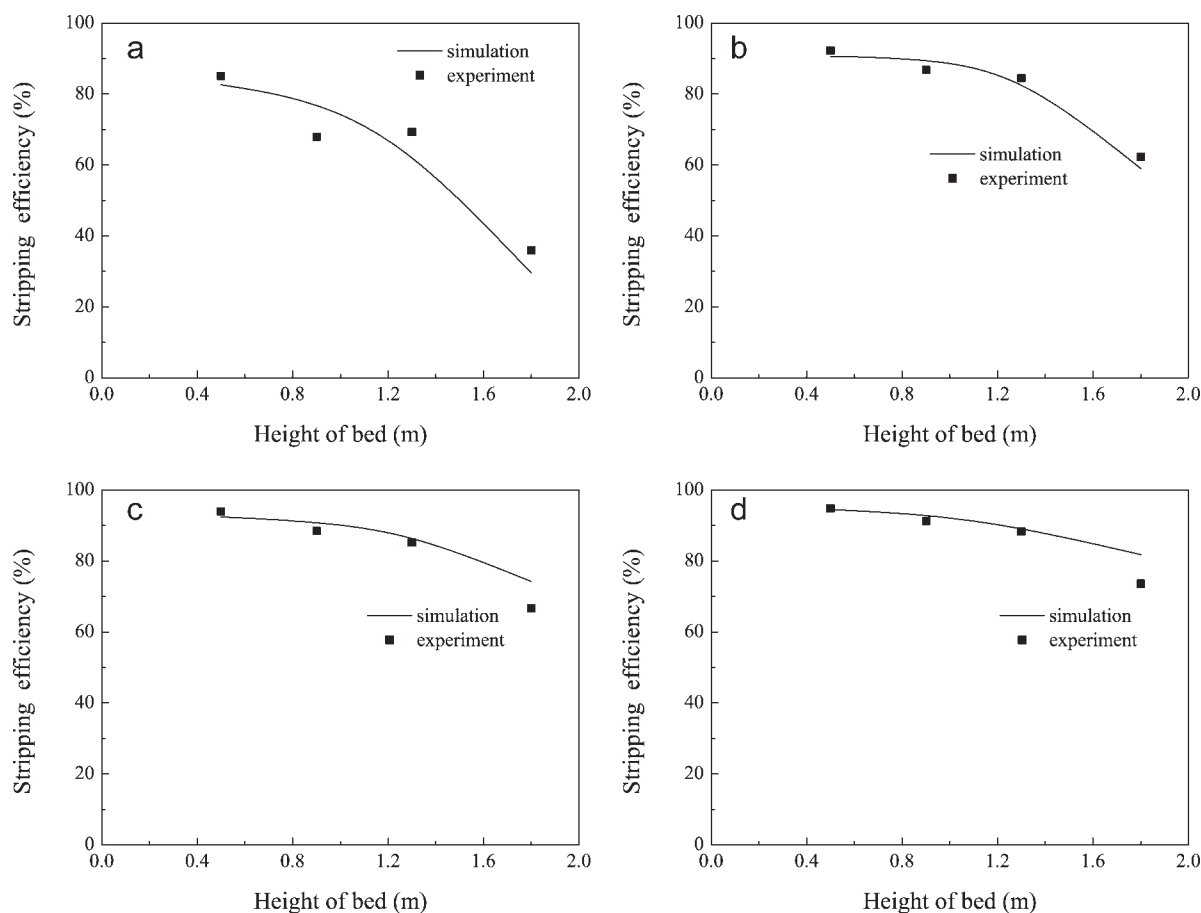 a
simulation
experiment
100
80
60
40
20
0
Stripping efficiency (%)
0.0 0.4 0.8 1.2 1.6 2.0
Height of bed (m)
b
simulation
experiment
100
80
60
40
20
0
Stripping efficiency (%)
0.0 0.4 0.8 1.2 1.6 2.0
Height of bed (m)
c
simulation
experiment
100
80
60
40
20
0
Stripping efficiency (%)
0.0 0.4 0.8 1.2 1.6 2.0
Height of bed (m)
d
simulation
experiment
100
80
60
40
20
0
Stripping efficiency (%)
0.0 0.4 0.8 1.2 1.6 2.0
Height of bed (m)